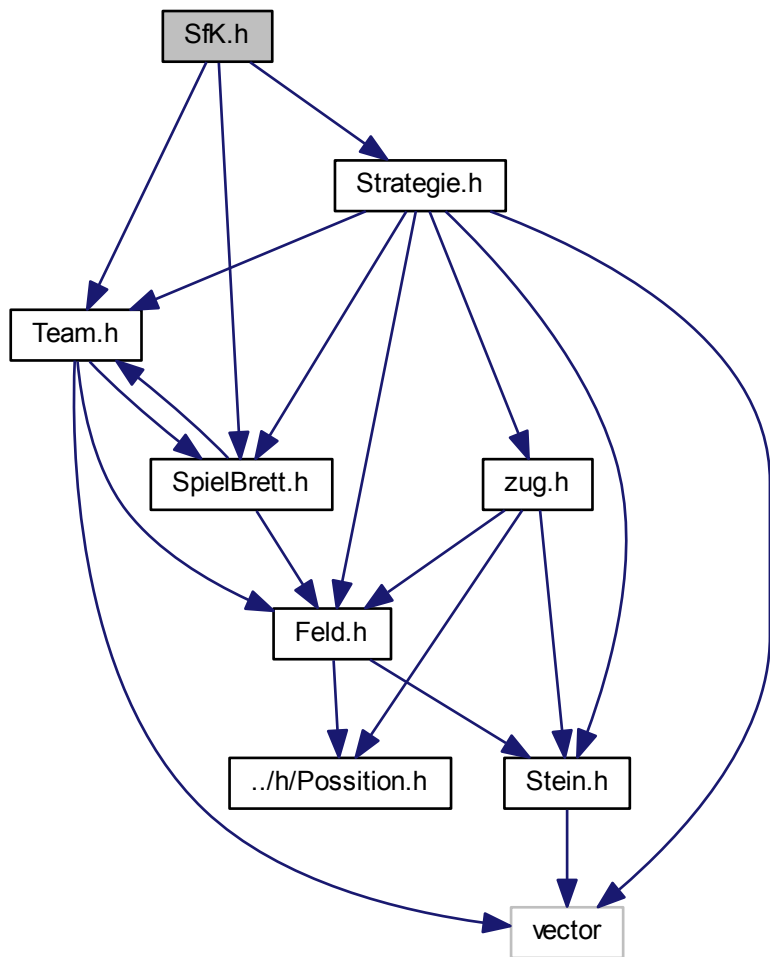 SfK.h
Strategie.h
Team.h
SpielBrett.h
zug.h
Feld.h
../h/Possition.h
Stein.h
vector